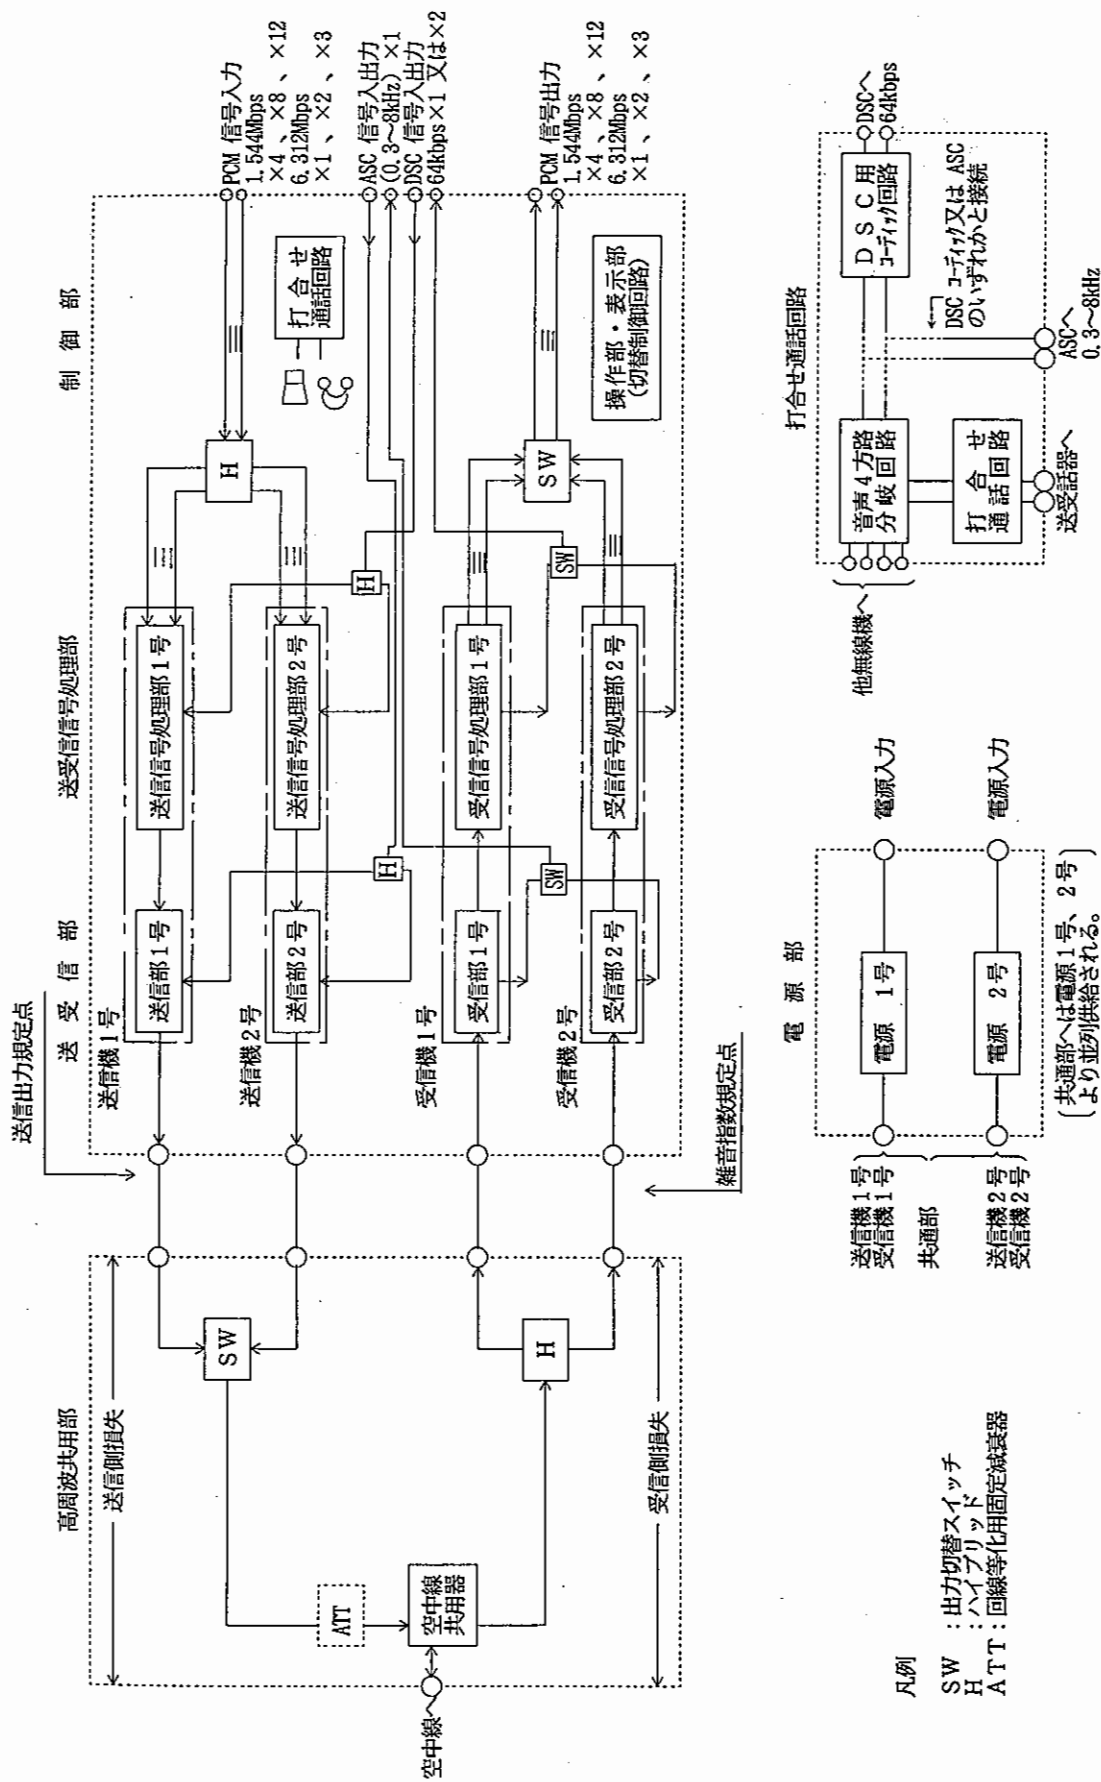 高周波共用部
送信側損失
SW
ATT
空中線
共用器
空中線へ
H
受信側損失
送信出力規定点
雑音指数規定点
送 受 信 部
送受信信号処理部
制 御 部
送信機1号
送信部1号
送信信号処理部1号
送信機2号
送信部2号
送信信号処理部2号
受信機1号
受信部1号
受信信号処理部1号
受信機2号
受信部2号
受信信号処理部2号
H
H
H
SW
SW
SW
打 合 せ
通話回路
操作部・表示部
(切替制御回路)
PCM 信号入力
1.544Mbps
×4、×8、×12
6.312Mbps
×1、×2、×3
ASC 信号入出力
(0.3～8kHz) ×1
DSC 信号入出力
64kbps×1 又は×2
PCM 信号出力
1.544Mbps
×4、×8、×12
6.312Mbps
×1、×2、×3
凡例
SW :出力切替スイッチ
H :ハイブリッド
ATT:回線等化用固定減衰器
電 源 部
送信機1号
受信機1号
共通部
送信機2号
受信機2号
電源 1号
電源 2号
電源入力
電源入力
(共通部へは電源1号、2号
より並列供給される。
打合せ通話回路
他無線機へ
音声4方路
分岐回路
打 合 せ
通話回路
送受話器へ
DSC用
コーディック回路
DSCへ
64kbps
DSC コーディック又は ASC
のいずれかと接続
ASCへ
0.3～8kHz